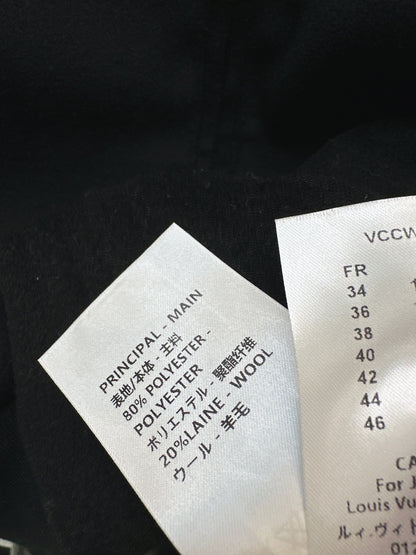 PRINCIPAL - MAIN
表地/本体 - 主料
80% POLYESTER -
POLYESTER
ポリエステル - 聚酯纤维
20%LAINE - WOOL
ウール - 羊毛
VCCW
FR
34
36
38
40
42
44
46
CA
For J
Louis Vu
ルイ.ヴィト